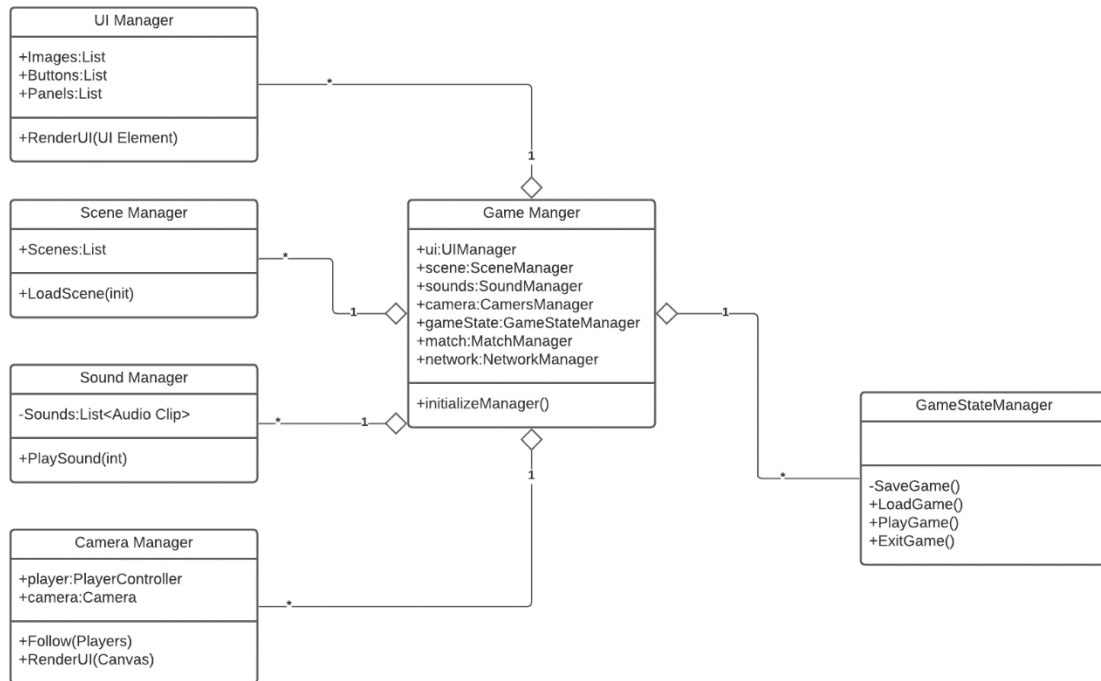 UI Manager
+Images:List
+Buttons:List
+Panels:List
+RenderUI(UI Element)
*
1
Scene Manager
+Scenes:List
+LoadScene(init)
*
1
Game Manger
+ui:UIManager
+scene:SceneManager
+sounds:SoundManager
+camera:CamersManager
+gameState:GameStateManager
+match:MatchManager
+network:NetworkManager
+initializeManager()
1
*
Sound Manager
-Sounds:List<Audio Clip>
+PlaySound(int)
*
1
GameStateManager
-SaveGame()
+LoadGame()
+PlayGame()
+ExitGame()
Camera Manager
+player:PlayerController
+camera:Camera
+Follow(Players)
+RenderUI(Canvas)
*
1